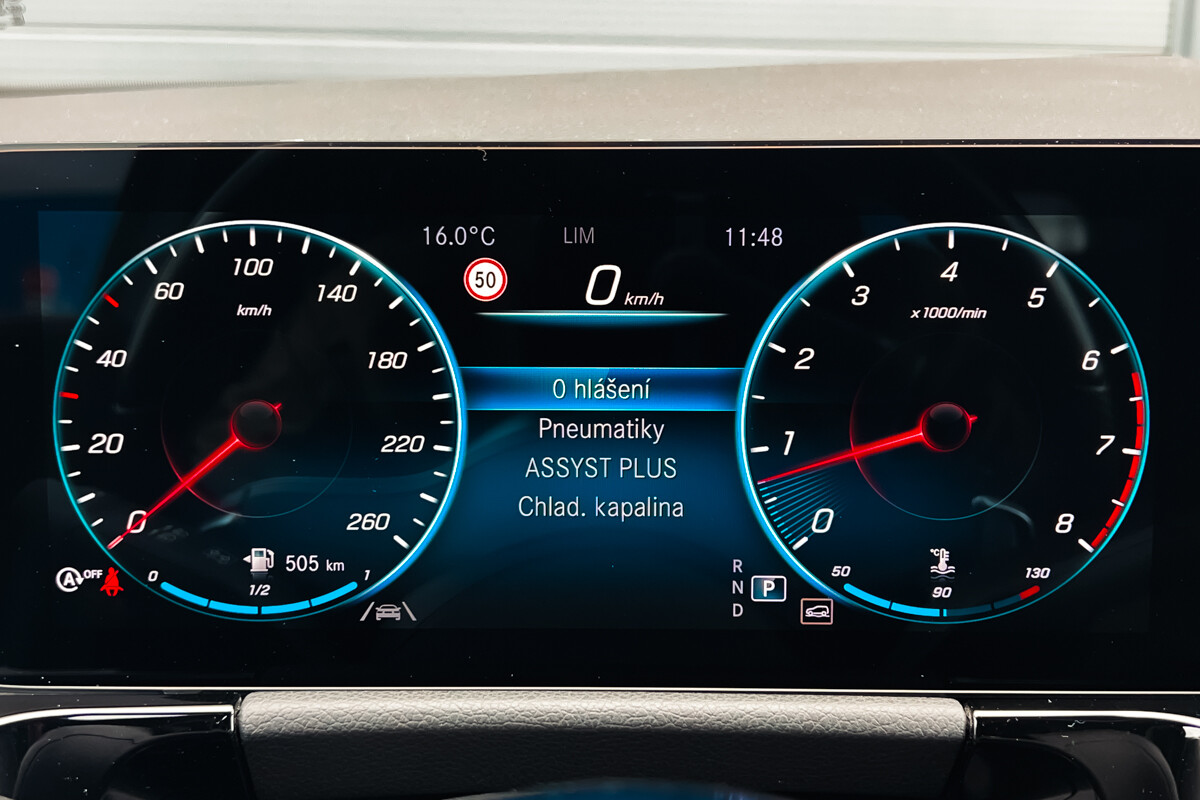 16.0°C LIM 11:48
50
0 km/h
0 hlášení
Pneumatiky
ASSYST PLUS
Chlad. kapalina
0
20
40
60
100
140
180
220
260
km/h
505 km
0 1/2 1
A OFF
0
1
2
3
4
5
6
7
8
x1000/min
R
N P
D
°C
50 90 130